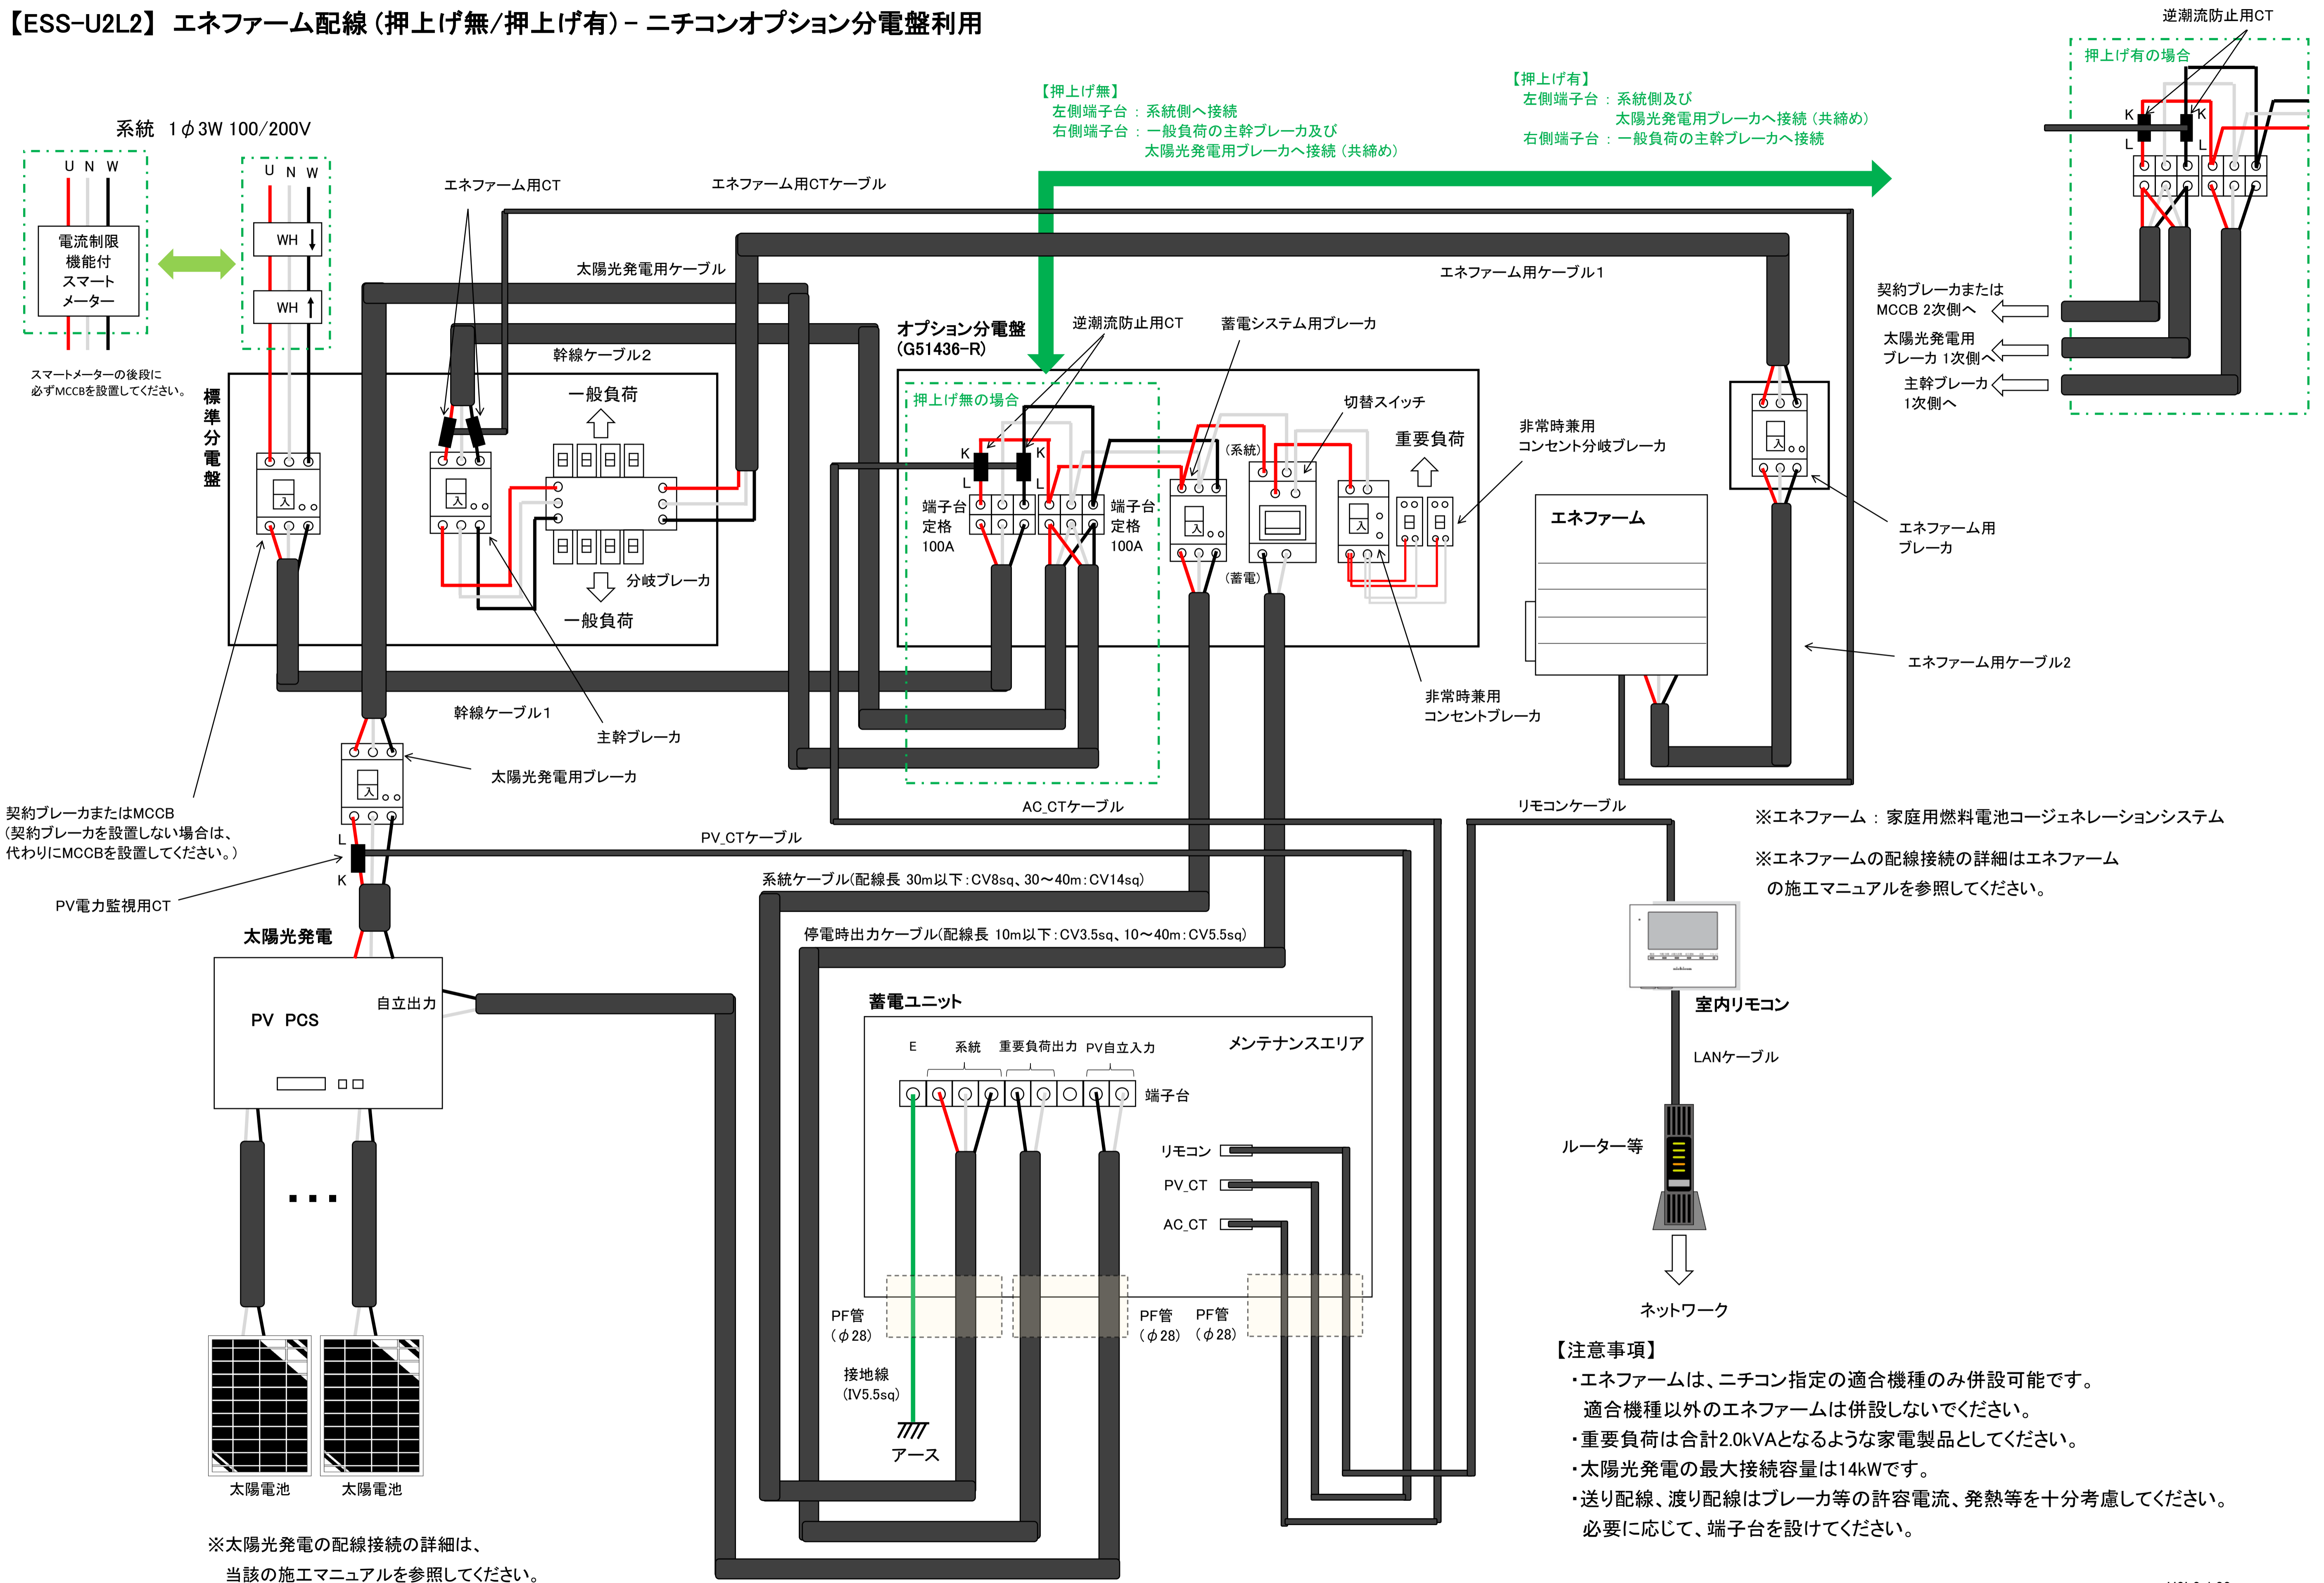 【ESS-U2L2】 エネファーム配線（押上げ無/押上げ有）- ニチコンオプション分電盤利用
逆潮流防止用CT
押上げ有の場合
K
K
L
L
契約ブレーカまたは
MCCB 2次側へ
太陽光発電用
ブレーカ 1次側へ
主幹ブレーカ
1次側へ
【押上げ無】
左側端子台 ： 系統側へ接続
右側端子台 ： 一般負荷の主幹ブレーカ及び
太陽光発電用ブレーカへ接続（共締め）
【押上げ有】
左側端子台 ： 系統側及び
太陽光発電用ブレーカへ接続（共締め）
右側端子台 ： 一般負荷の主幹ブレーカへ接続
系統 1φ3W 100/200V
U N W
U N W
電流制限
機能付
スマート
メーター
WH
WH
スマートメーターの後段に
必ずMCCBを設置してください。
エネファーム用CT
エネファーム用CTケーブル
太陽光発電用ケーブル
エネファーム用ケーブル1
幹線ケーブル2
標準分電盤
一般負荷
入
入
分岐ブレーカ
一般負荷
オプション分電盤
(G51436-R)
逆潮流防止用CT
蓄電システム用ブレーカ
押上げ無の場合
切替スイッチ
非常時兼用
コンセント分岐ブレーカ
重要負荷
(系統)
K
K
L
L
端子台
定格
100A
端子台
定格
100A
入
入
(蓄電)
入
エネファーム
エネファーム用
ブレーカ
エネファーム用ケーブル2
非常時兼用
コンセントブレーカ
幹線ケーブル1
主幹ブレーカ
入
太陽光発電用ブレーカ
契約ブレーカまたはMCCB
(契約ブレーカを設置しない場合は、
代わりにMCCBを設置してください。)
L
K
PV電力監視用CT
PV_CTケーブル
AC_CTケーブル
リモコンケーブル
※エネファーム ： 家庭用燃料電池コージェネレーションシステム
※エネファームの配線接続の詳細はエネファーム
の施工マニュアルを参照してください。
系統ケーブル(配線長 30m以下：CV8sq、30～40m：CV14sq)
停電時出力ケーブル(配線長 10m以下：CV3.5sq、10～40m：CV5.5sq)
太陽光発電
PV PCS
自立出力
・・・
太陽電池
太陽電池
※太陽光発電の配線接続の詳細は、
当該の施工マニュアルを参照してください。
蓄電ユニット
メンテナンスエリア
E
系統
重要負荷出力
PV自立入力
端子台
リモコン
PV_CT
AC_CT
PF管
(φ28)
PF管
(φ28)
PF管
(φ28)
接地線
(IV5.5sq)
アース
室内リモコン
LANケーブル
ルーター等
ネットワーク
【注意事項】
・エネファームは、ニチコン指定の適合機種のみ併設可能です。
適合機種以外のエネファームは併設しないでください。
・重要負荷は合計2.0kVAとなるような家電製品としてください。
・太陽光発電の最大接続容量は14kWです。
・送り配線、渡り配線はブレーカ等の許容電流、発熱等を十分考慮してください。
必要に応じて、端子台を設けてください。